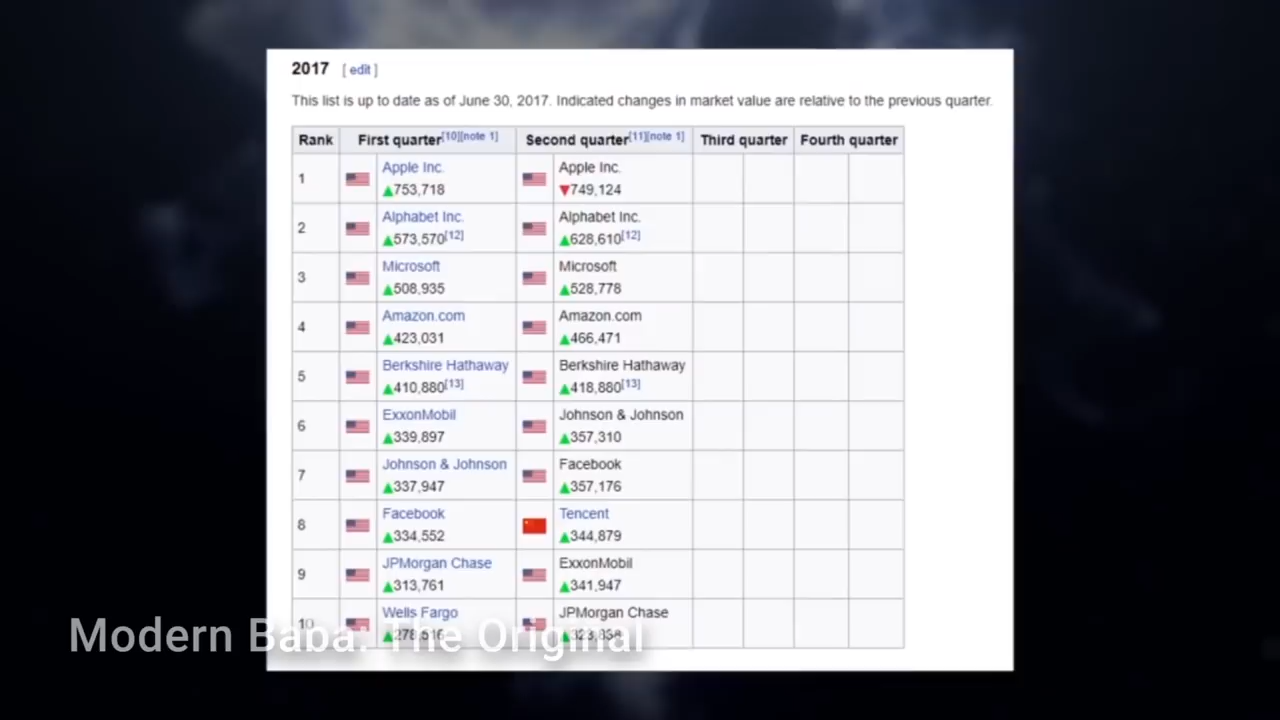 2017 [ edit ]
This list is up to date as of June 30, 2017. Indicated changes in market value are relative to the previous quarter.
Rank First quarter[10][note 1] Second quarter[11][note 1] Third quarter Fourth quarter
1 Apple Inc. ▲753,718 Apple Inc. ▼749,124
2 Alphabet Inc. ▲573,570[12] Alphabet Inc. ▲628,610[12]
3 Microsoft ▲508,935 Microsoft ▲528,778
4 Amazon.com ▲423,031 Amazon.com ▲466,471
5 Berkshire Hathaway ▲410,880[13] Berkshire Hathaway ▲418,880[13]
6 ExxonMobil ▲339,897 Johnson & Johnson ▲357,310
7 Johnson & Johnson ▲337,947 Facebook ▲357,176
8 Facebook ▲334,552 Tencent ▲344,879
9 JPMorgan Chase ▲313,761 ExxonMobil ▲341,947
10 Wells Fargo JPMorgan Chase
Modern Baba: The Original